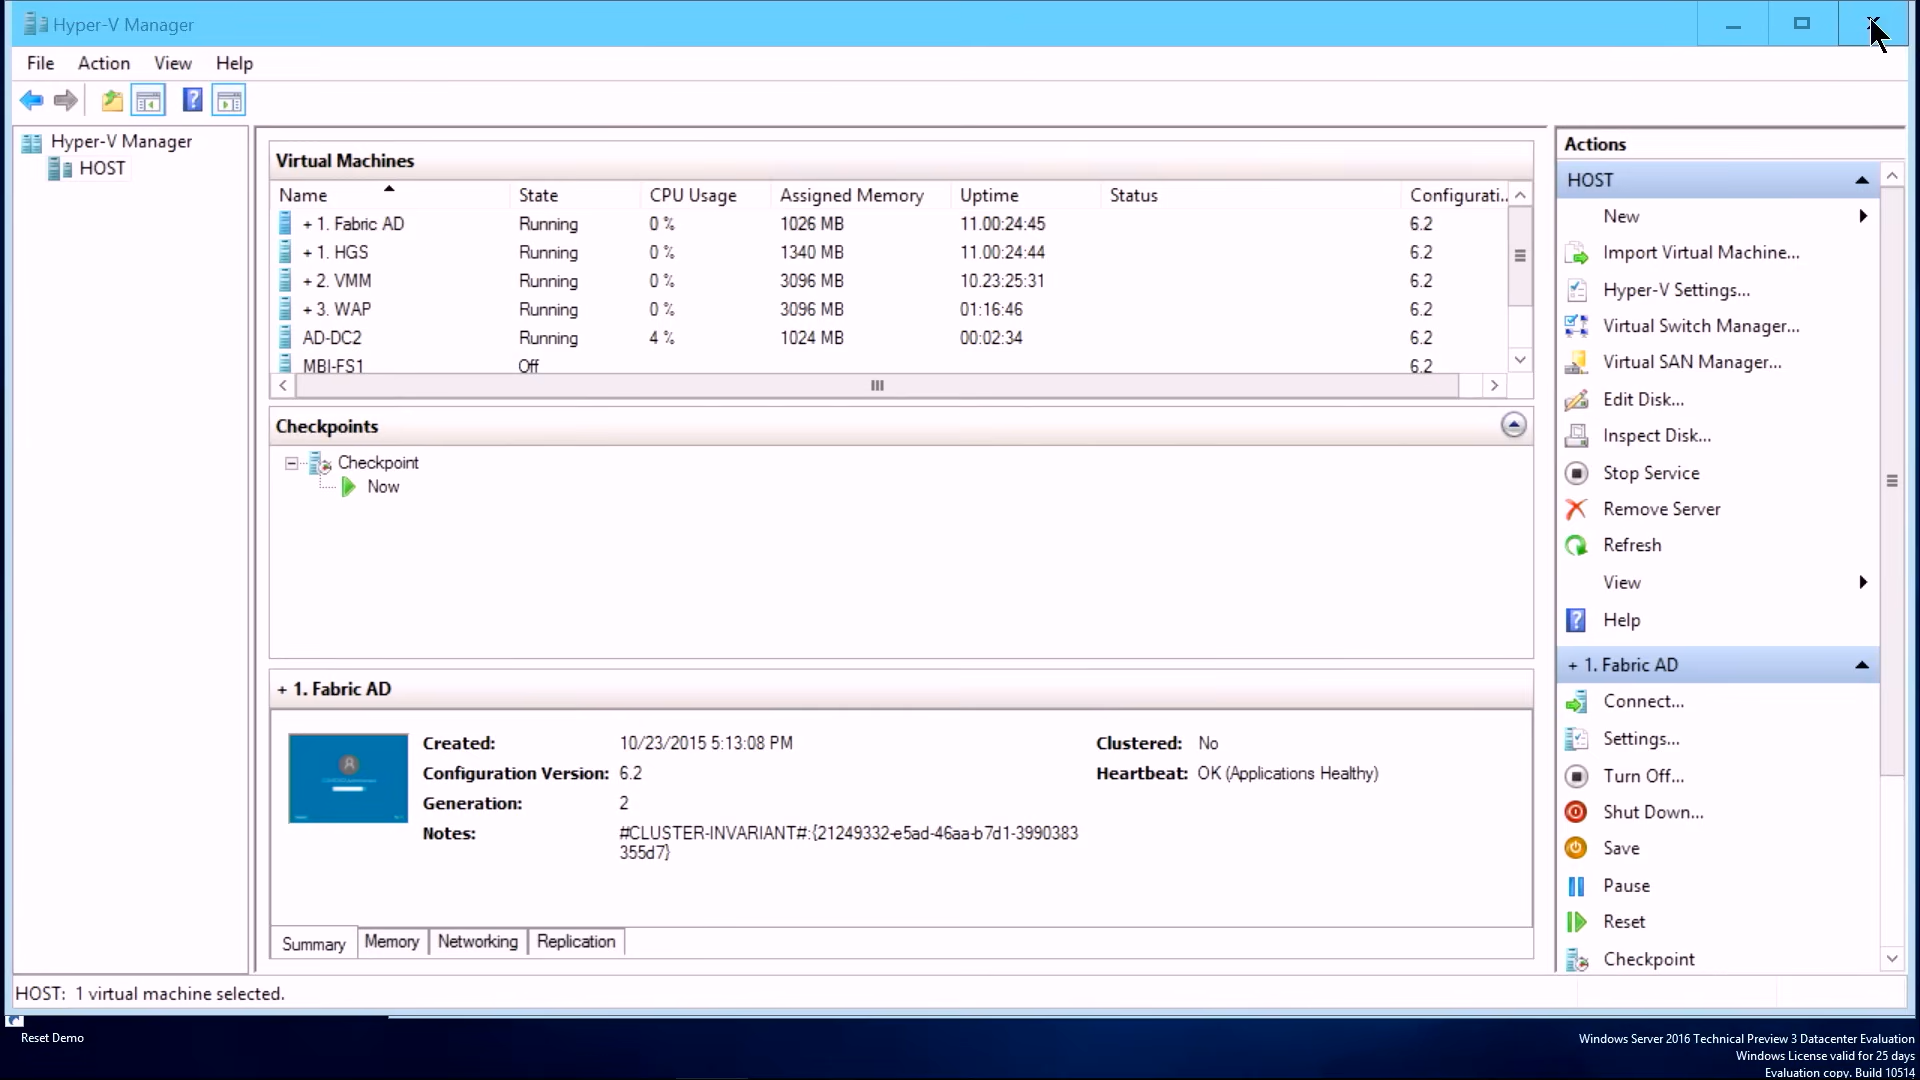 Hyper-V Manager
File Action View Help
Hyper-V Manager
HOST
Virtual Machines
Name State CPU Usage Assigned Memory Uptime Status Configurati..
+ 1. Fabric AD Running 0 % 1026 MB 11.00:24:45 6.2
+ 1. HGS Running 0 % 1340 MB 11.00:24:44 6.2
+ 2. VMM Running 0 % 3096 MB 10.23:25:31 6.2
+ 3. WAP Running 0 % 3096 MB 01:16:46 6.2
AD-DC2 Running 4 % 1024 MB 00:02:34 6.2
MBI-FS1 Off 6.2
Checkpoints
Checkpoint
Now
+ 1. Fabric AD
Created: 10/23/2015 5:13:08 PM Clustered: No
Configuration Version: 6.2 Heartbeat: OK (Applications Healthy)
Generation: 2
Notes: #CLUSTER-INVARIANT#:{21249332-e5ad-46aa-b7d1-3990383
355d7}
Summary Memory Networking Replication
Actions
HOST
New
Import Virtual Machine...
Hyper-V Settings...
Virtual Switch Manager...
Virtual SAN Manager...
Edit Disk...
Inspect Disk...
Stop Service
Remove Server
Refresh
View
Help
+ 1. Fabric AD
Connect...
Settings...
Turn Off...
Shut Down...
Save
Pause
Reset
Checkpoint
HOST: 1 virtual machine selected.
Reset Demo
Windows Server 2016 Technical Preview 3 Datacenter Evaluation
Windows License valid for 25 days
Evaluation copy. Build 10514